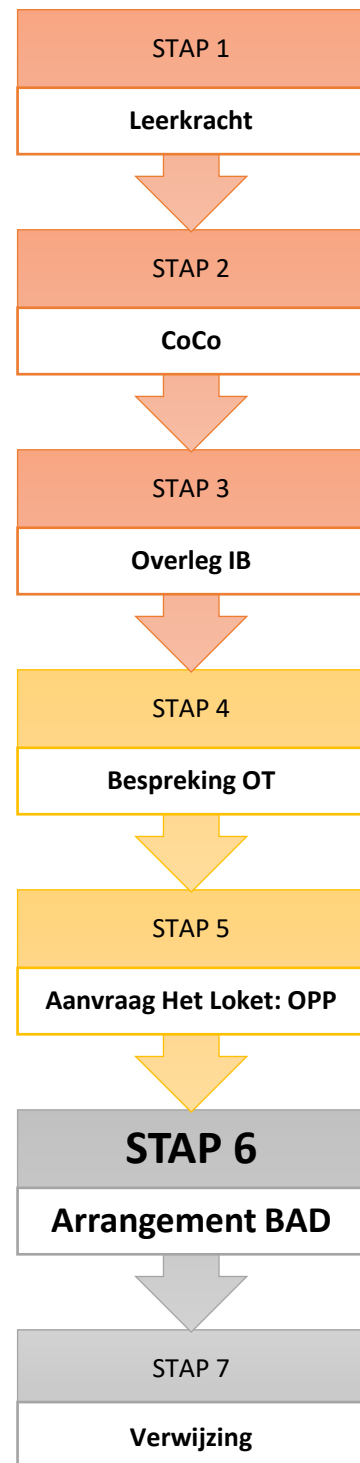 STAP 1
Leerkracht
STAP 2
CoCo
STAP 3
Overleg IB
STAP 4
Bespreking OT
STAP 5
Aanvraag Het Loket: OPP
STAP 6
Arrangement BAD
STAP 7
Verwijzing